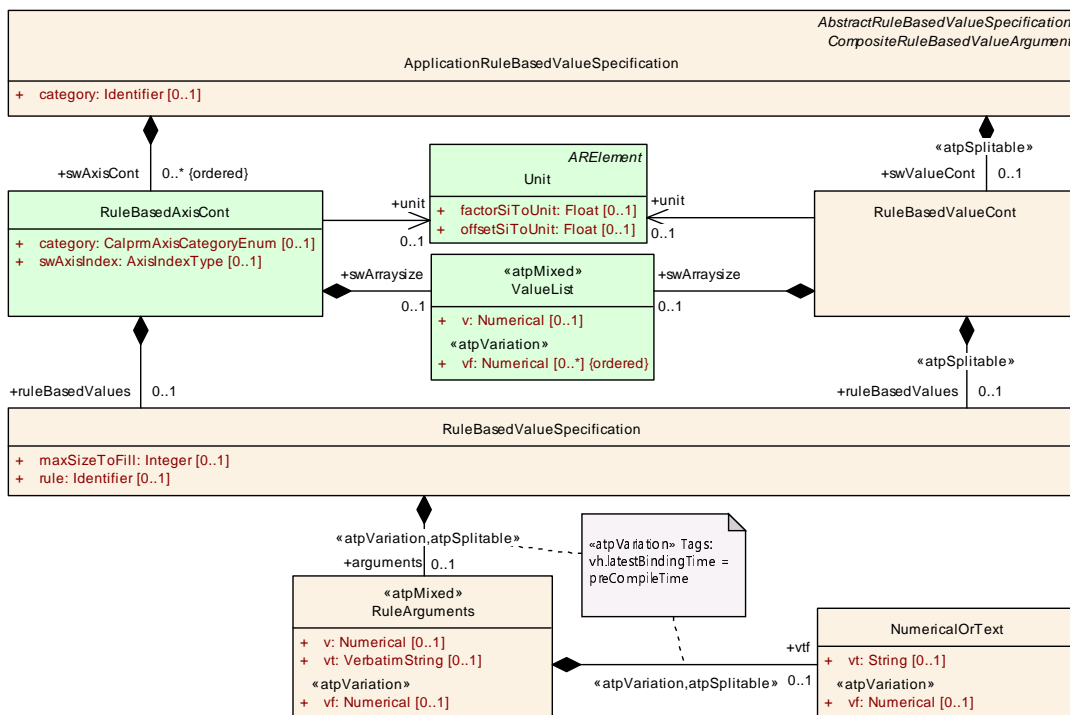 AbstractRuleBasedValueSpecification
CompositeRuleBasedValueArgument
ApplicationRuleBasedValueSpecification
+ category: Identifier [0..1]
«atpSplitable»
+swAxisCont 0..* {ordered}
+swValueCont 0..1
ARElement
Unit
+ factorSiToUnit: Float [0..1]
+ offsetSiToUnit: Float [0..1]
RuleBasedAxisCont
+ category: CalprmAxisCategoryEnum [0..1]
+ swAxisIndex: AxisIndexType [0..1]
+unit
0..1
+unit
0..1
RuleBasedValueCont
+swArraysize
0..1
«atpMixed»
ValueList
+ v: Numerical [0..1]
«atpVariation»
+ vf: Numerical [0..*] {ordered}
+swArraysize
0..1
«atpSplitable»
+ruleBasedValues 0..1
+ruleBasedValues 0..1
RuleBasedValueSpecification
+ maxSizeToFill: Integer [0..1]
+ rule: Identifier [0..1]
«atpVariation,atpSplitable»
+arguments 0..1
«atpVariation» Tags:
vh.latestBindingTime =
preCompileTime
«atpMixed»
RuleArguments
+ v: Numerical [0..1]
+ vt: VerbatimString [0..1]
«atpVariation»
+ vf: Numerical [0..1]
+vtf
«atpVariation,atpSplitable» 0..1
NumericalOrText
+ vt: String [0..1]
«atpVariation»
+ vf: Numerical [0..1]